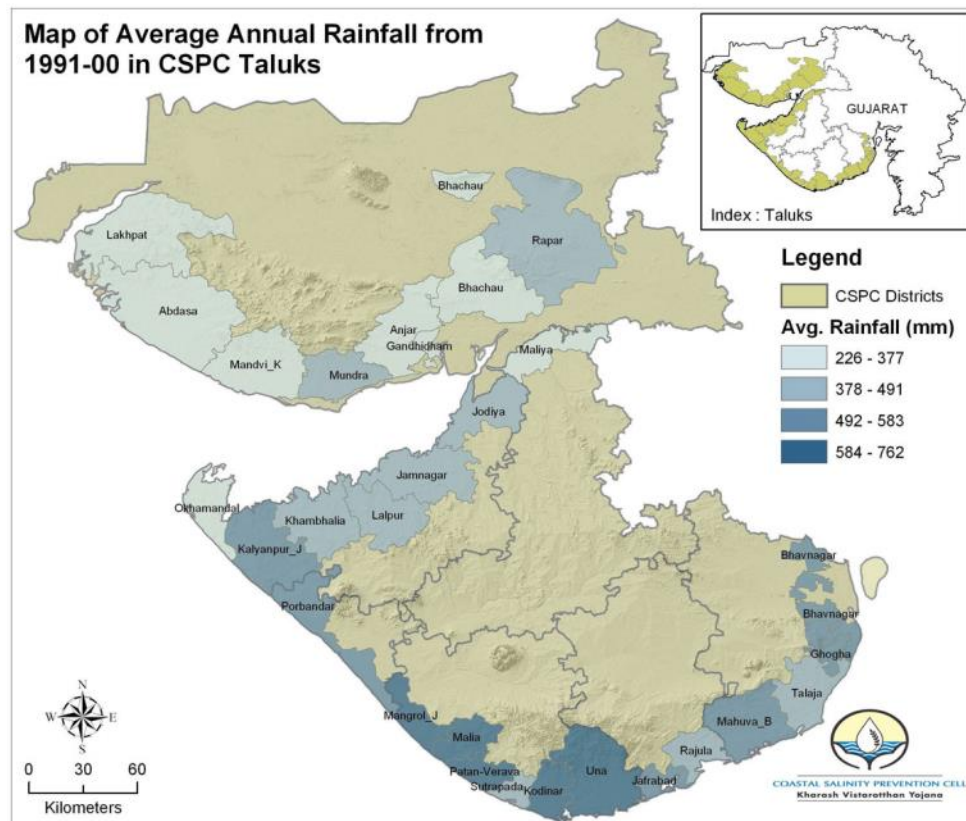 Map of Average Annual Rainfall from
1991-00 in CSPC Taluks
GUJARAT
Index : Taluks
Bhachau
Lakhpat
Rapar
Legend
CSPC Districts
Avg. Rainfall (mm)
226 - 377
378 - 491
492 - 583
584 - 762
Bhachau
Abdasa
Anjar
Gandhidham
Maliya
Mandvi_K
Mundra
Jodiya
Jamnagar
Okhamandal
Khambhalia
Lalpur
Kalyanpur_J
Bhavnagar
Porbandar
Bhavnagar
Ghogha
Talaja
Mangrol_J
Mahuva_B
Malia
Rajula
Patan-Verava
Una
Jafrabad
Sutrapada
Kodinar
N
W
E
S
0
30
60
Kilometers
COASTAL SALINITY PREVENTION CELL
Kharash Vistarotthan Yojana